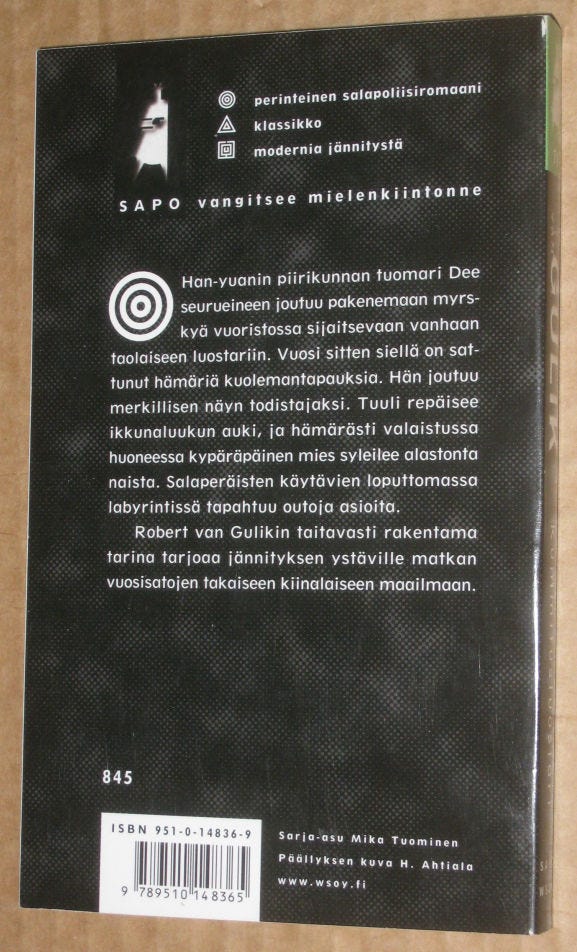 perinteinen salapoliisiromaani
klassikko
modernia jännitystä
SAPO vangitsee mielenkiintonne
Han-yuanin piirikunnan tuomari Dee
seurueineen joutuu pakenemaan myrs-
kyä vuoristossa sijaitsevaan vanhaan
taolaiseen luostariin. Vuosi sitten siellä on sat-
tunut hämäriä kuolemantapauksia. Hän joutuu
merkillisen näyn todistajaksi. Tuuli repäisee
ikkunaluukun auki, ja hämärästi valaistussa
huoneessa kypäräpäinen mies syleilee alastonta
naista. Salaperäisten käytävien loputtomassa
labyrintissä tapahtuu outoja asioita.
Robert van Gulikin taitavasti rakentama
tarina tarjoaa jännityksen ystäville matkan
vuosisatojen takaiseen kiinalaiseen maailmaan.
845
ISBN 951-0-14836-9
9 789510 148365
Sarja-asu Mika Tuominen
Päällyksen kuva H. Ahtiala
www.wsoy.fi
GULIK